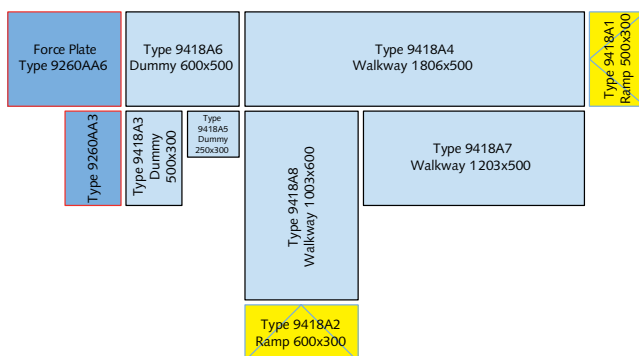 Force Plate
Type 9260AA6
Type 9418A6
Dummy 600x500
Type 9418A4
Walkway 1806x500
Type 9418A1
Ramp 500x300
Type 9260AA3
Type 9418A3
Dummy
500x300
Type
9418A5
Dummy
250x300
Type 9418A8
Walkway 1003x600
Type 9418A7
Walkway 1203x500
Type 9418A2
Ramp 600x300